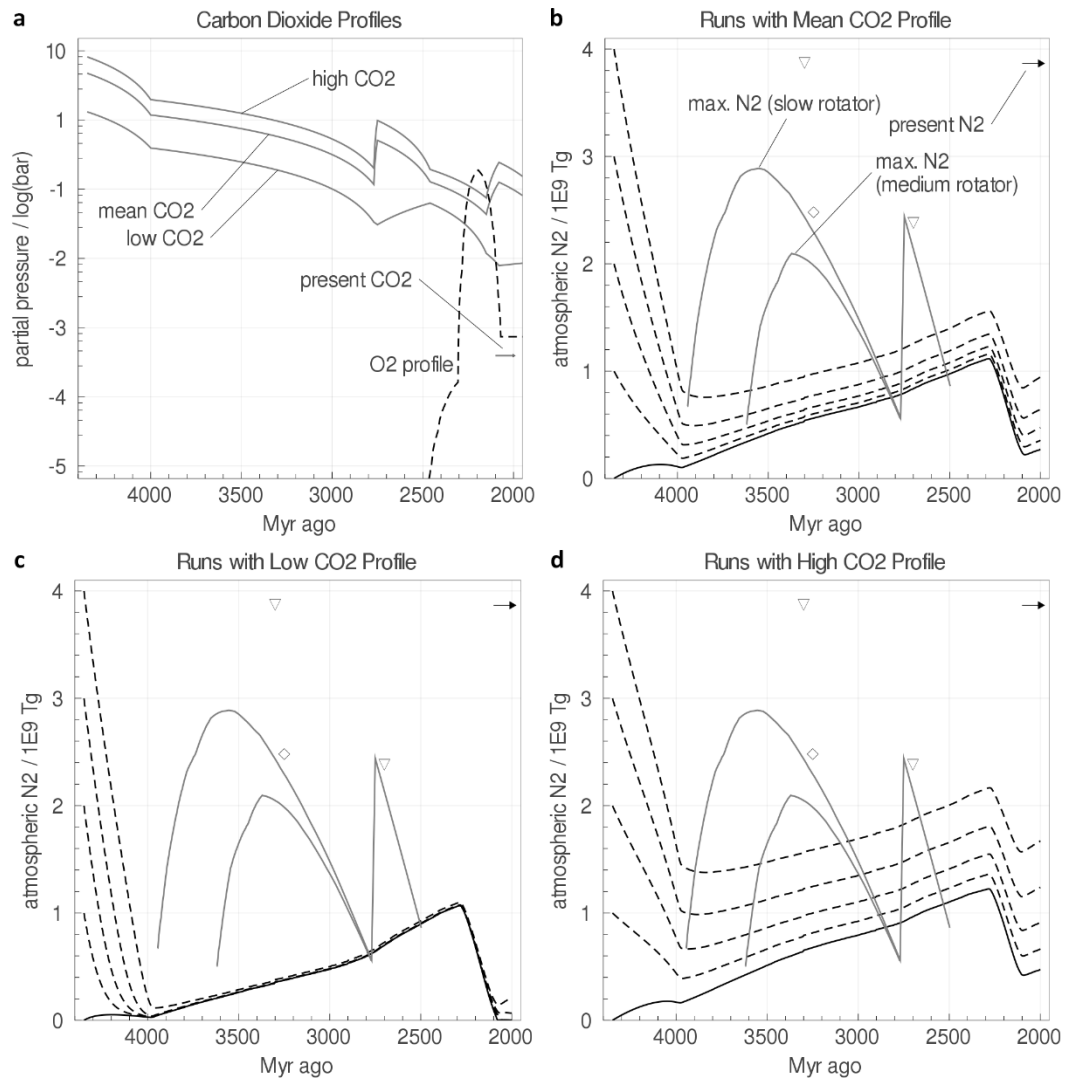 a
Carbon Dioxide Profiles
10
1
-1
-2
-3
-4
-5
partial pressure / log(bar)
high CO2
mean CO2
low CO2
present CO2
O2 profile
4000
3500
3000
2500
2000
Myr ago
b
Runs with Mean CO2 Profile
4
3
2
1
0
atmospheric N2 / 1E9 Tg
max. N2 (slow rotator)
present N2
max. N2
(medium rotator)
4000
3500
3000
2500
2000
Myr ago
c
Runs with Low CO2 Profile
4
3
2
1
0
atmospheric N2 / 1E9 Tg
4000
3500
3000
2500
2000
Myr ago
d
Runs with High CO2 Profile
4
3
2
1
0
atmospheric N2 / 1E9 Tg
4000
3500
3000
2500
2000
Myr ago